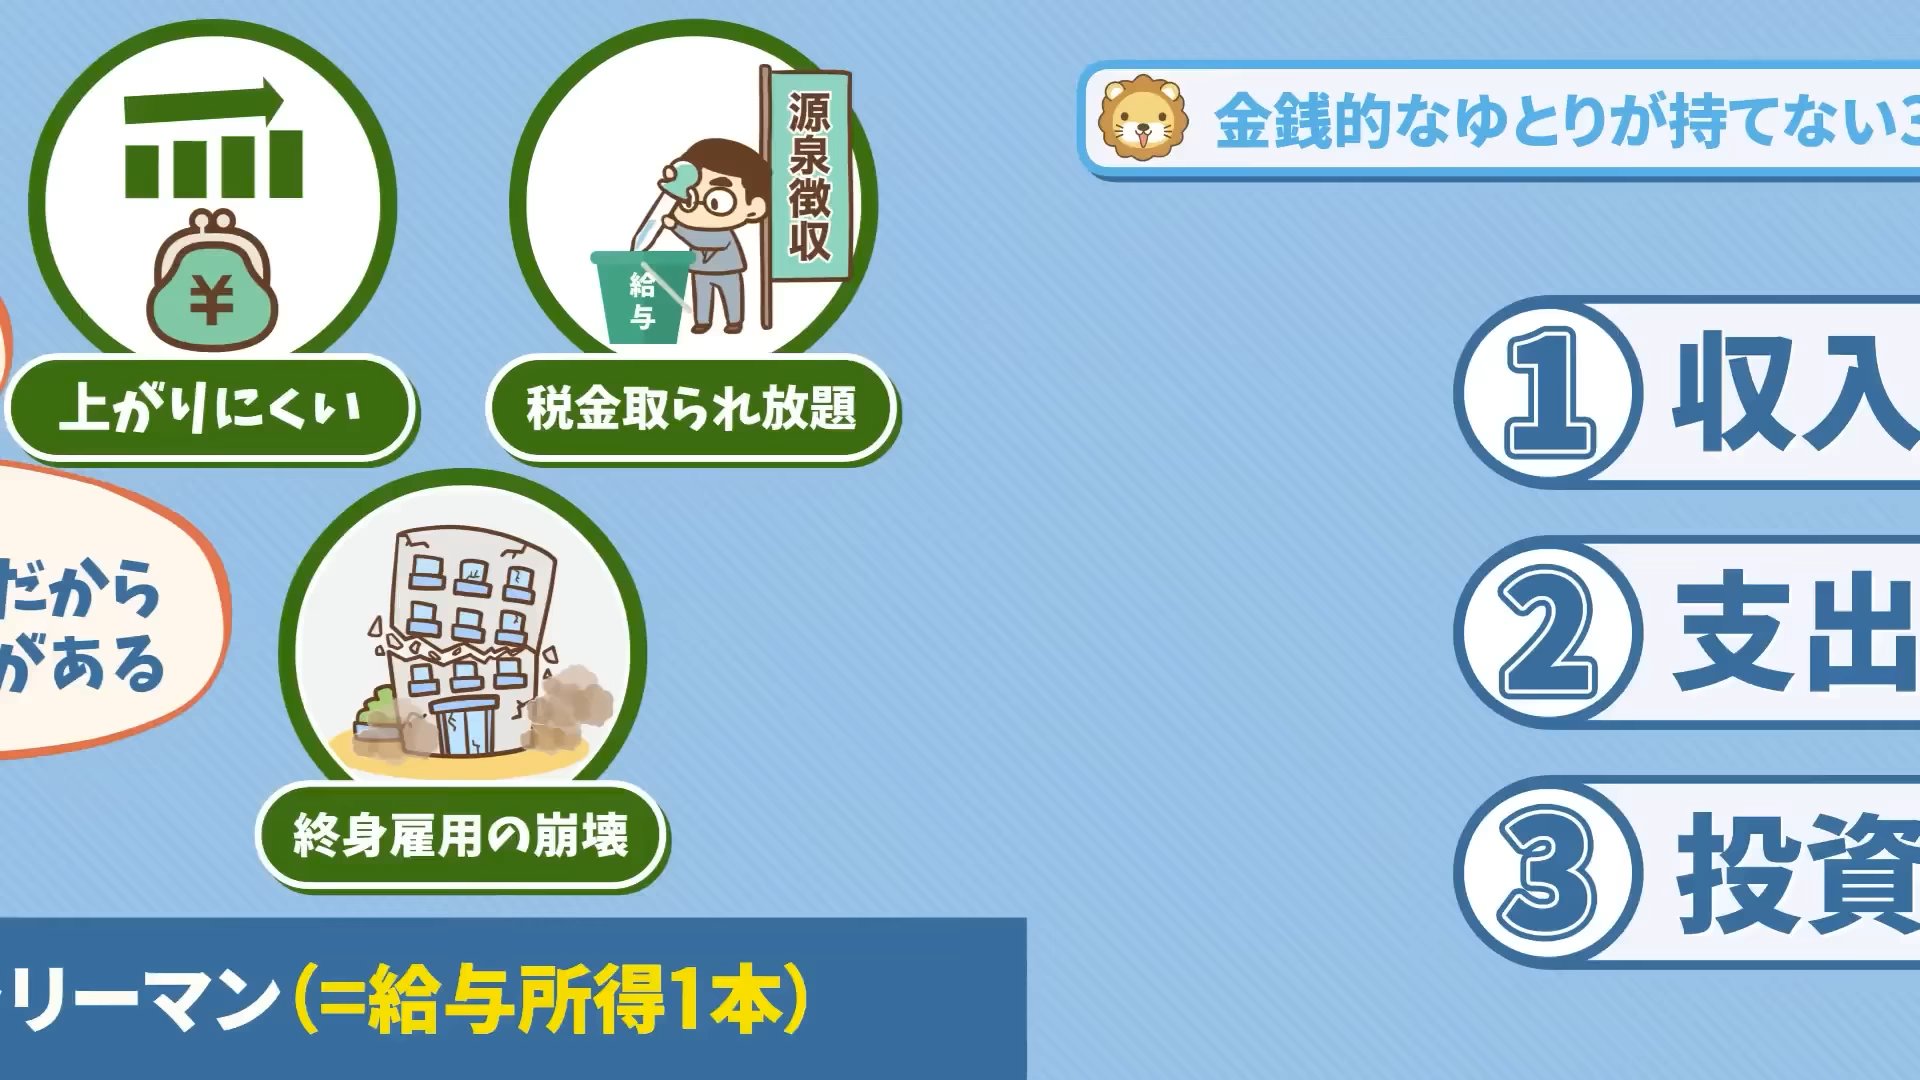 源泉徴収
¥
給与
上がりにくい
税金取られ放題
だから
がある
終身雇用の崩壊
リーマン(=給与所得1本)
金銭的なゆとりが持てない3
1 収入
2 支出
3 投資